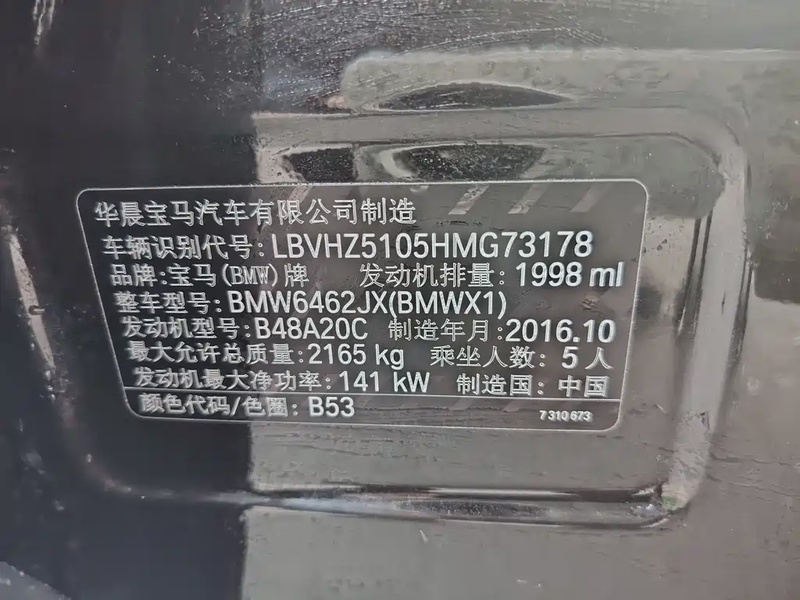 华晨宝马汽车有限公司制造
车辆识别代号: LBVHZ5105HMG73178
品牌:宝马(BMW)牌 发动机排量: 1998 ml
整车型号: BMW6462JX(BMWX1)
发动机型号: B48A20C 制造年月: 2016.10
最大允许总质量: 2165 kg 乘坐人数: 5 人
发动机最大净功率: 141 kW 制造国: 中国
颜色代码/色圈: B53 7 310 673